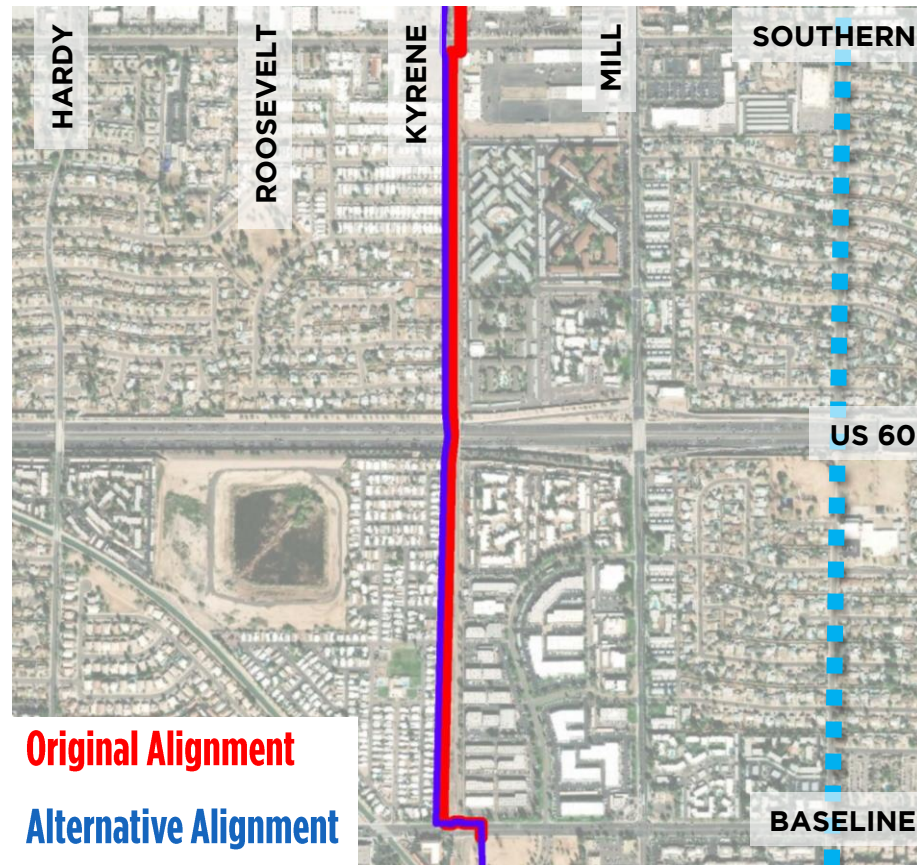 HARDY
ROOSEVELT
KYRENE
MILL
SOUTHERN
US 60
BASELINE
Original Alignment
Alternative Alignment